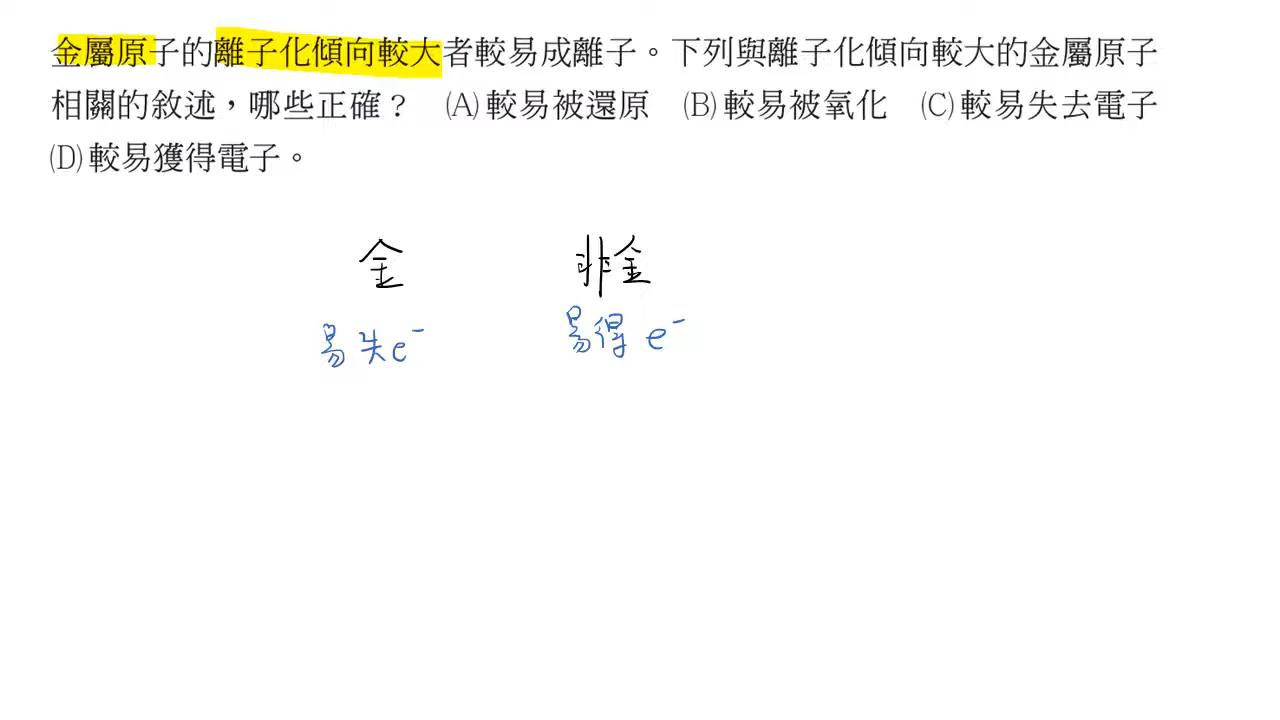 金屬原子的離子化傾向較大者較易成離子。下列與離子化傾向較大的金屬原子
相關的敘述，哪些正確？ (A)較易被還原 (B)較易被氧化 (C)較易失去電子
(D)較易獲得電子。
金 非金
易失e⁻ 易得e⁻